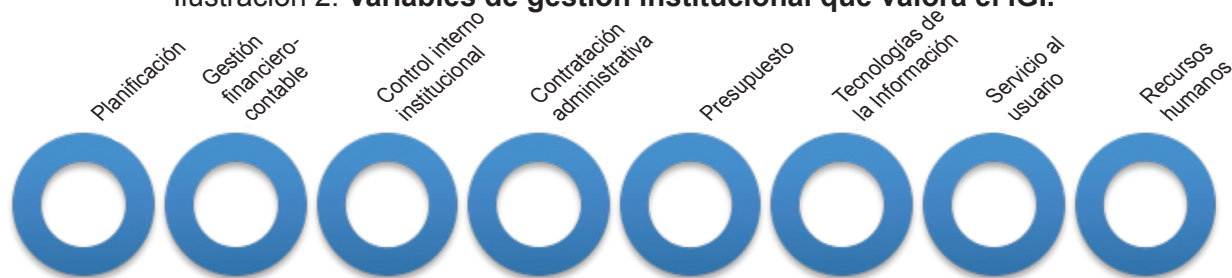 Ilustración 2. Variables de gestión institucional que valora el IGI.
Planificación
Gestión
financiero-
contable
Control interno
institucional
Contratación
administrativa
Presupuesto
Tecnologías de
la Información
Servicio al
usuario
Recursos
humanos